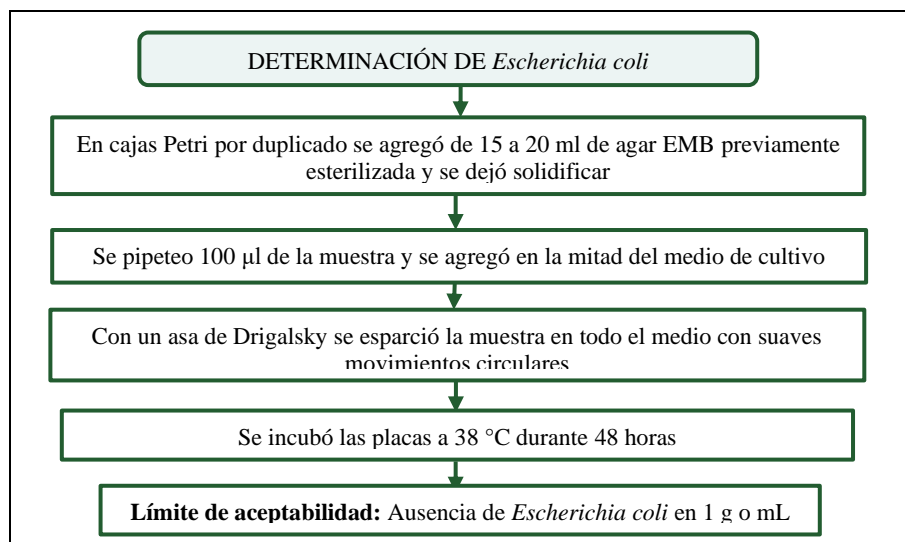 DETERMINACIÓN DE Escherichia coli
En cajas Petri por duplicado se agregó de 15 a 20 ml de agar EMB previamente
esterilizada y se dejó solidificar
Se pipeteo 100 µl de la muestra y se agregó en la mitad del medio de cultivo
Con un asa de Drigalsky se esparció la muestra en todo el medio con suaves
movimientos circulares
Se incubó las placas a 38 °C durante 48 horas
Límite de aceptabilidad: Ausencia de Escherichia coli en 1 g o mL